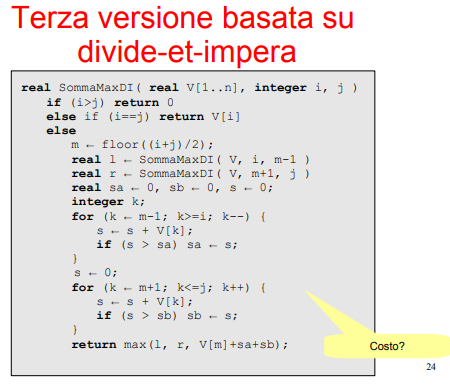 Terza versione basata su
divide-et-impera
real SommaMaxDI( real V[1..n], integer i, j )
if (i>j) return 0
else if (i==j) return V[i]
else
m ← floor((i+j)/2);
real l ← SommaMaxDI( V, i, m-1 )
real r ← SommaMaxDI( V, m+1, j )
real sa ← 0, sb ← 0, s ← 0;
integer k;
for (k ← m-1; k>=i; k--) {
s ← s + V[k];
if (s > sa) sa ← s;
}
s ← 0;
for (k ← m+1; k<=j; k++) {
s ← s + V[k];
if (s > sb) sb ← s;
}
return max(l, r, V[m]+sa+sb);
Costo?
24